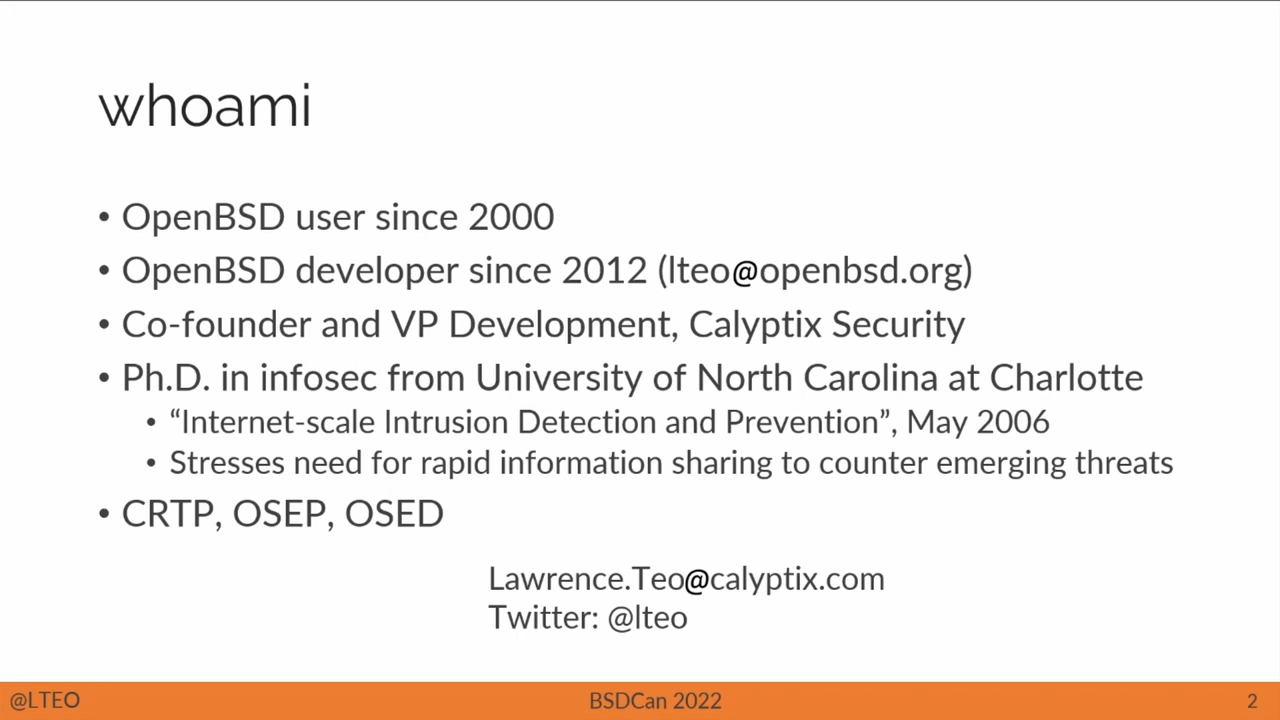 whoami
• OpenBSD user since 2000
• OpenBSD developer since 2012 (lteo@openbsd.org)
• Co-founder and VP Development, Calyptix Security
• Ph.D. in infosec from University of North Carolina at Charlotte
• “Internet-scale Intrusion Detection and Prevention”, May 2006
• Stresses need for rapid information sharing to counter emerging threats
• CRTP, OSEP, OSED
Lawrence.Teo@calyptix.com
Twitter: @lteo
@LTEO BSDCan 2022 2